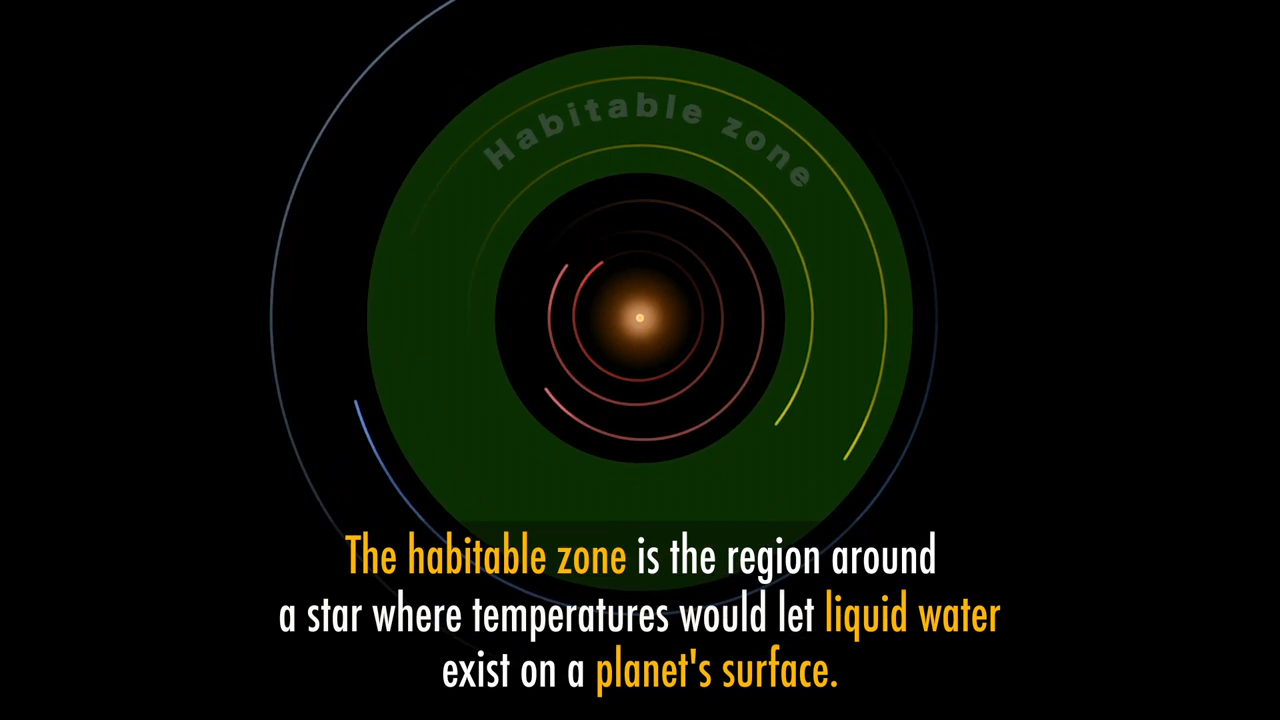 Habitable zone
The habitable zone is the region around
a star where temperatures would let liquid water
exist on a planet's surface.